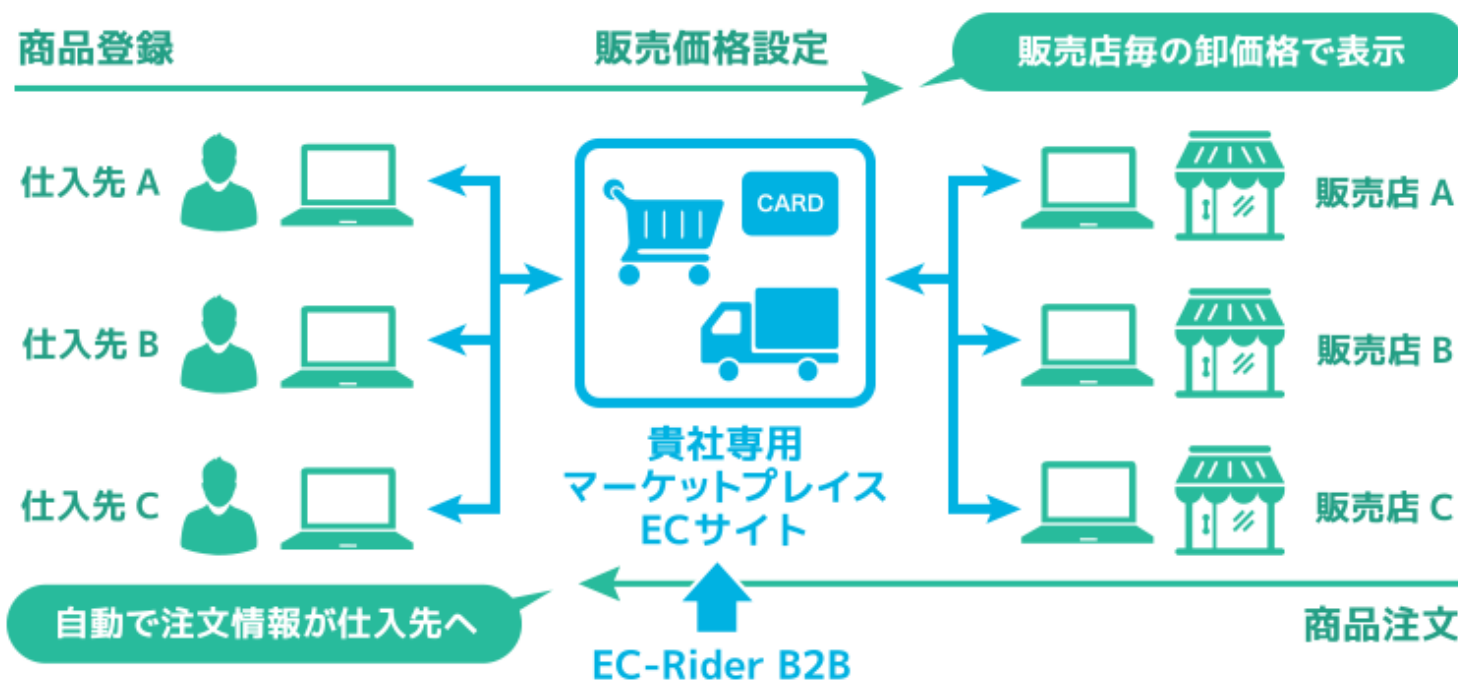 商品登録
販売価格設定
販売店毎の卸価格で表示
仕入先 A
CARD
販売店 A
仕入先 B
販売店 B
仕入先 C
販売店 C
貴社専用
マーケットプレイス
ECサイト
自動で注文情報が仕入先へ
商品注文
EC-Rider B2B